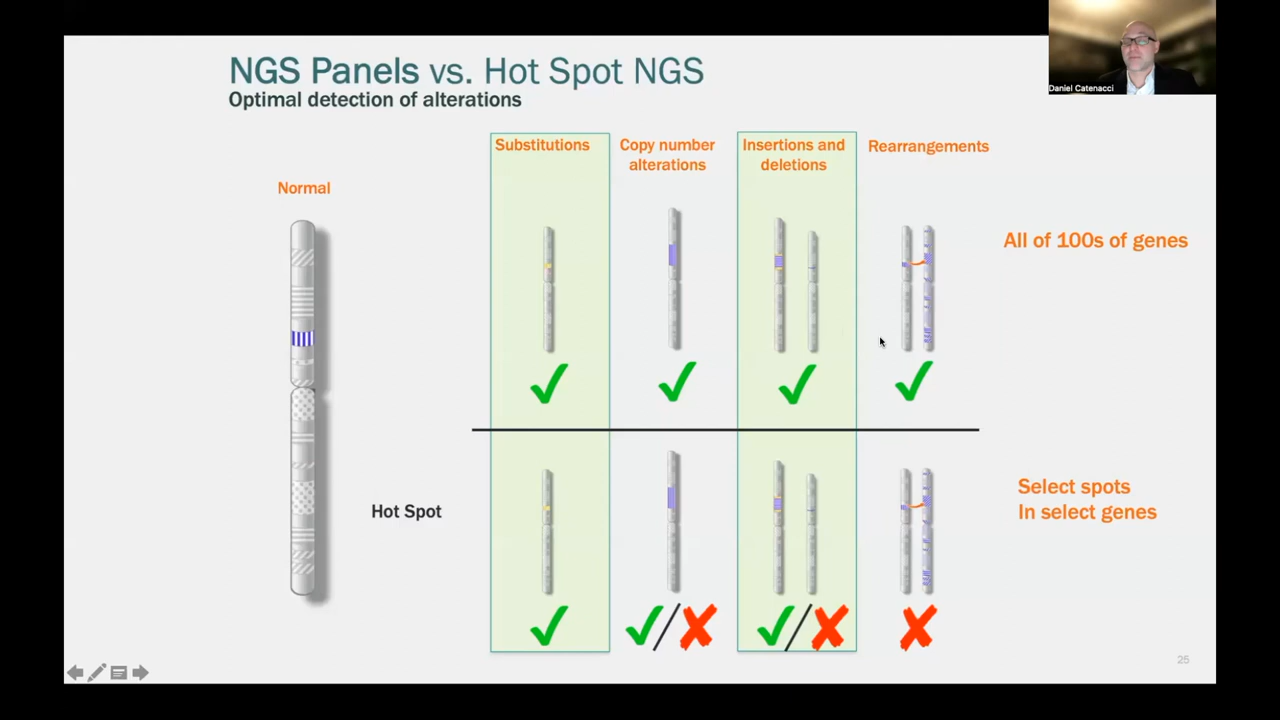 NGS Panels vs. Hot Spot NGS
Optimal detection of alterations
Daniel Catenacci
Substitutions
Copy number
alterations
Insertions and
deletions
Rearrangements
Normal
All of 100s of genes
Hot Spot
Select spots
In select genes
25